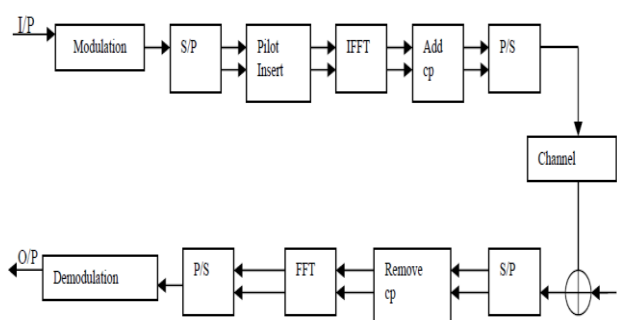 I/P
Modulation
S/P
Pilot
Insert
IFFT
Add
cp
P/S
Channel
O/P
Demodulation
P/S
FFT
Remove
cp
S/P